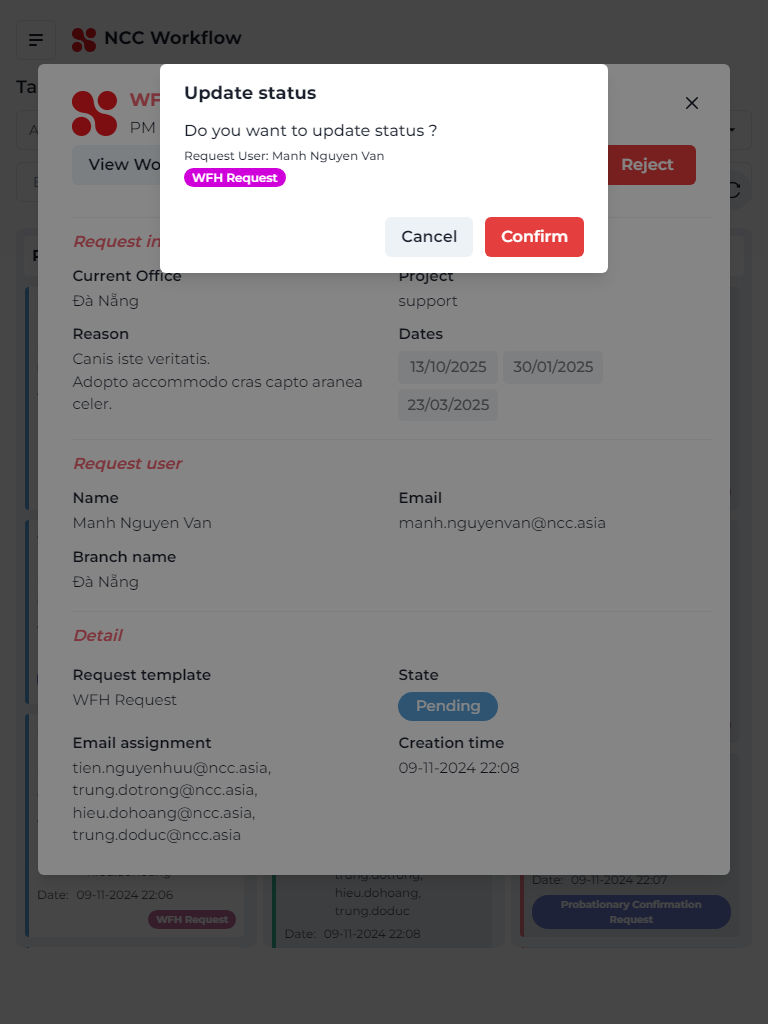 NCC Workflow
Ta
Update status
Do you want to update status ?
Request User: Manh Nguyen Van
WFH Request
Cancel
Confirm
WF
PM
View Wo
Reject
Request in
Current Office
Đà Nẵng
Project
support
Reason
Canis iste veritatis.
Adopto accommodo cras capto aranea
celer.
Dates
13/10/2025
30/01/2025
23/03/2025
Request user
Name
Manh Nguyen Van
Email
manh.nguyenvan@ncc.asia
Branch name
Đà Nẵng
Detail
Request template
WFH Request
State
Pending
Email assignment
tien.nguyenhuu@ncc.asia,
trung.dotrong@ncc.asia,
hieu.dohoang@ncc.asia,
trung.doduc@ncc.asia
Creation time
09-11-2024 22:08
Date: 09-11-2024 22:06
WFH Request
trung.dotrong,
hieu.dohoang,
trung.doduc
Date: 09-11-2024 22:08
Date: 09-11-2024 22:07
Probationary Confirmation
Request